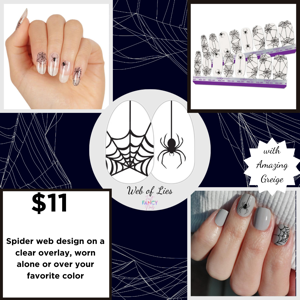 Web of Lies
FANCY
with
Amazing
Greige
$11
Spider web design on a
clear overlay, worn
alone or over your
favorite color